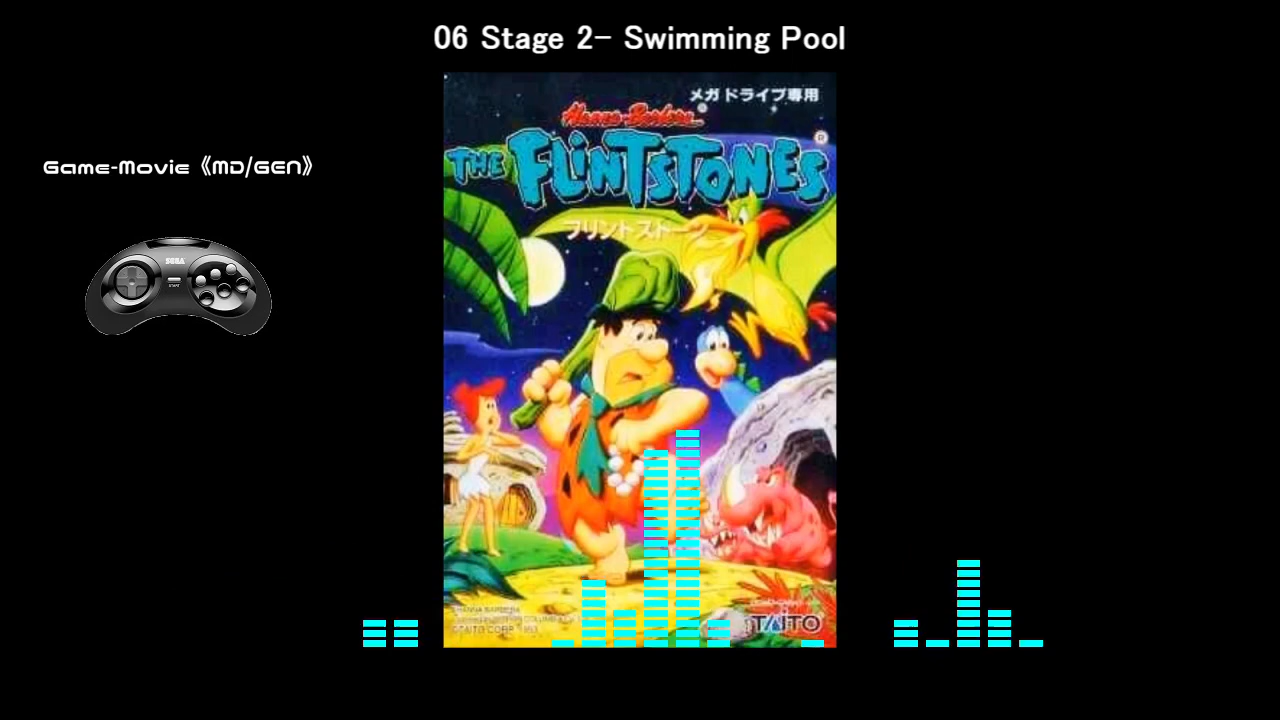 06 Stage 2- Swimming Pool
Game-Movie《MD/GEN》
SEGA
START
メガドライブ専用
Hanna-Barbera
THE FLINTSTONES ®
フリントストーン
TAITO